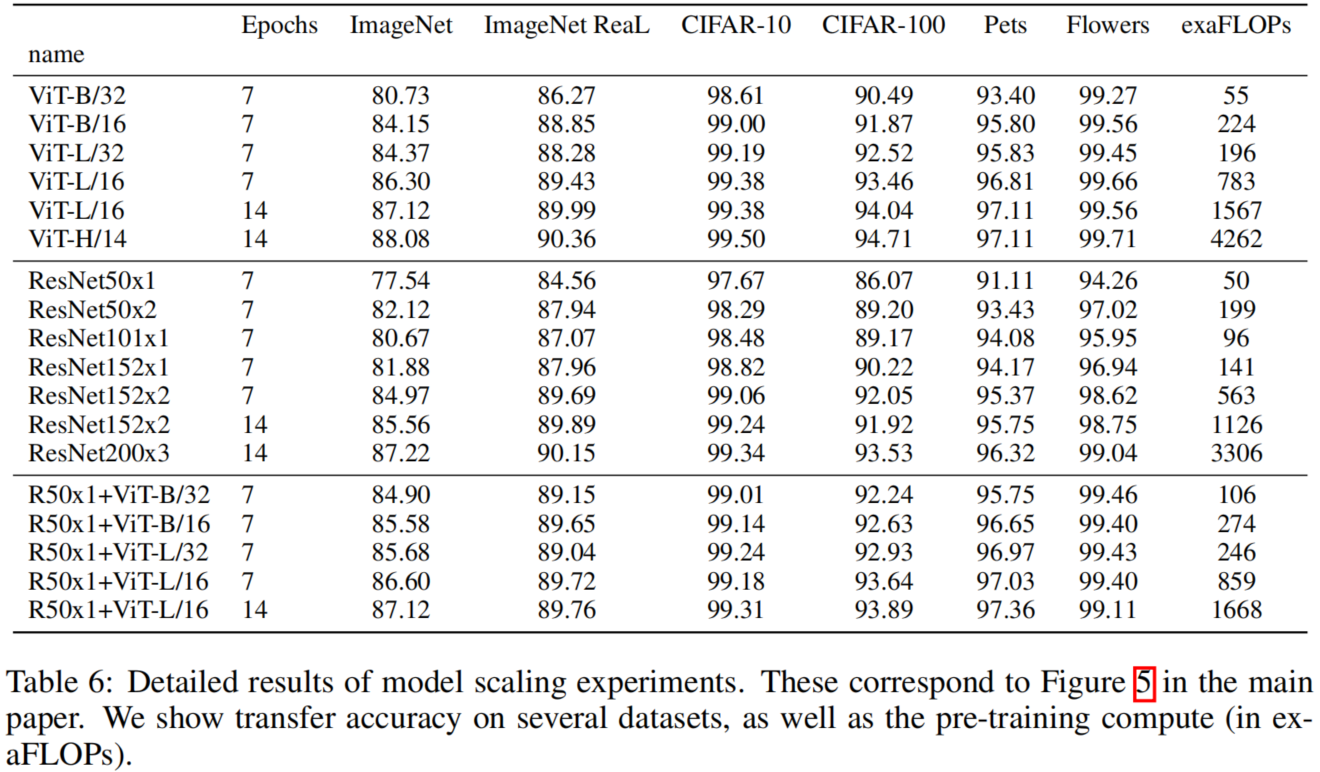 Epochs ImageNet ImageNet ReaL CIFAR-10 CIFAR-100 Pets Flowers exaFLOPs
name
ViT-B/32 7 80.73 86.27 98.61 90.49 93.40 99.27 55
ViT-B/16 7 84.15 88.85 99.00 91.87 95.80 99.56 224
ViT-L/32 7 84.37 88.28 99.19 92.52 95.83 99.45 196
ViT-L/16 7 86.30 89.43 99.38 93.46 96.81 99.66 783
ViT-L/16 14 87.12 89.99 99.38 94.04 97.11 99.56 1567
ViT-H/14 14 88.08 90.36 99.50 94.71 97.11 99.71 4262
ResNet50x1 7 77.54 84.56 97.67 86.07 91.11 94.26 50
ResNet50x2 7 82.12 87.94 98.29 89.20 93.43 97.02 199
ResNet101x1 7 80.67 87.07 98.48 89.17 94.08 95.95 96
ResNet152x1 7 81.88 87.96 98.82 90.22 94.17 96.94 141
ResNet152x2 7 84.97 89.69 99.06 92.05 95.37 98.62 563
ResNet152x2 14 85.56 89.89 99.24 91.92 95.75 98.75 1126
ResNet200x3 14 87.22 90.15 99.34 93.53 96.32 99.04 3306
R50x1+ViT-B/32 7 84.90 89.15 99.01 92.24 95.75 99.46 106
R50x1+ViT-B/16 7 85.58 89.65 99.14 92.63 96.65 99.40 274
R50x1+ViT-L/32 7 85.68 89.04 99.24 92.93 96.97 99.43 246
R50x1+ViT-L/16 7 86.60 89.72 99.18 93.64 97.03 99.40 859
R50x1+ViT-L/16 14 87.12 89.76 99.31 93.89 97.36 99.11 1668
Table 6: Detailed results of model scaling experiments. These correspond to Figure 5 in the main
paper. We show transfer accuracy on several datasets, as well as the pre-training compute (in ex-
aFLOPs).